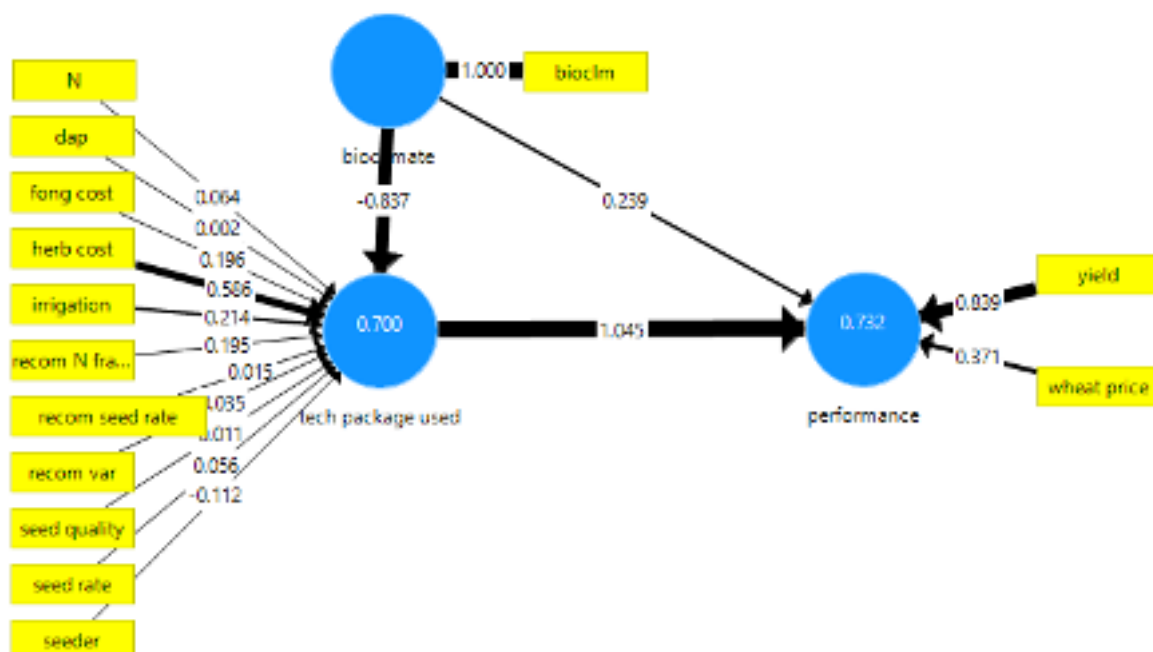 N
dap
fong cost
herb cost
irrigation
recom N fra...
recom seed rate
recom var
seed quality
seed rate
seeder
0.064
0.002
0.196
0.586
0.214
0.195
0.015
.035
.011
0.056
-0.112
1.000
bioclm
-0.837
0.239
0.700
tech package used
1.045
0.732
performance
0.839
yield
0.371
wheat price